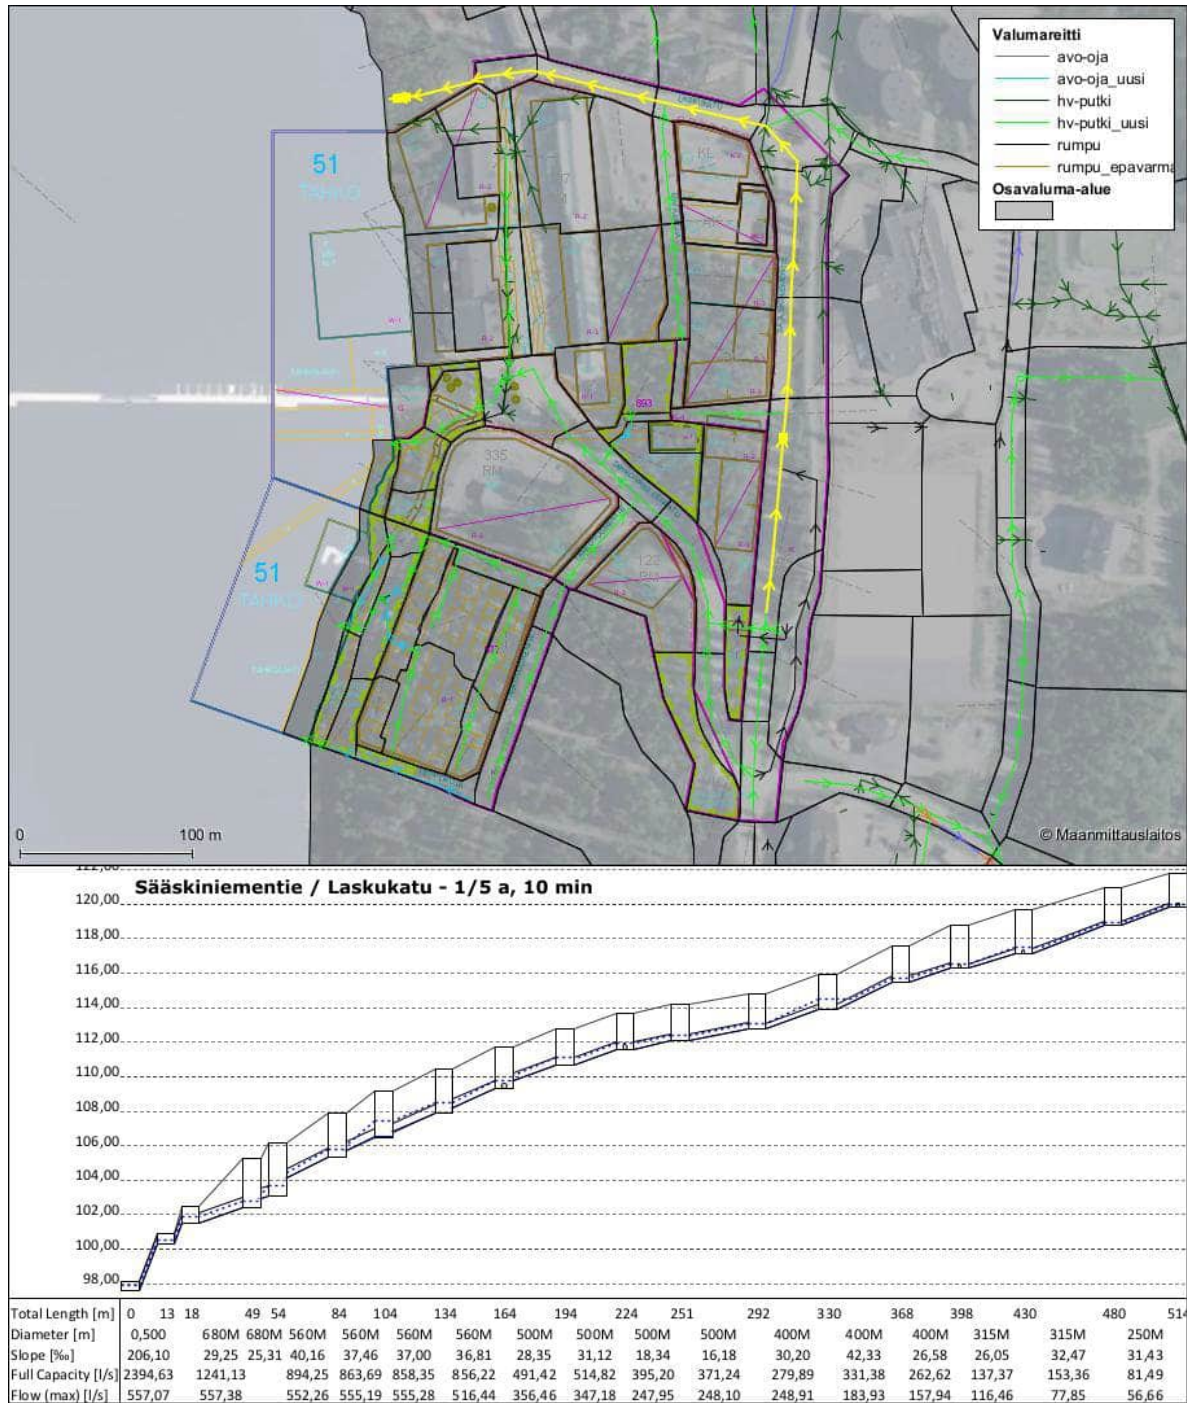 Valumareitti
avo-oja
avo-oja_uusi
hv-putki
hv-putki_uusi
rumpu
rumpu_epavarma
Osavaluma-alue
51
TAHKO
KL
893
335
RM
122
RM
51
TAHKO
0 100 m
© Maanmittauslaitos
122,00
Sääskiniementie / Laskukatu - 1/5 a, 10 min
120,00
118,00
116,00
114,00
112,00
110,00
108,00
106,00
104,00
102,00
100,00
98,00
Total Length [m] 0 13 18 49 54 84 104 134 164 194 224 251 292 330 368 398 430 480 514
Diameter [m] 0,500 680M 680M 560M 560M 560M 560M 500M 500M 500M 500M 400M 400M 400M 315M 315M 250M
Slope [‰] 206,10 29,25 25,31 40,16 37,46 37,00 36,81 28,35 31,12 18,34 16,18 30,20 42,33 26,58 26,05 32,47 31,43
Full Capacity [l/s] 2394,63 1241,13 894,25 863,69 858,35 856,22 491,42 514,82 395,20 371,24 279,89 331,38 262,62 137,37 153,36 81,49
Flow (max) [l/s] 557,07 557,38 552,26 555,19 555,28 516,44 356,46 347,18 247,95 248,10 248,91 183,93 157,94 116,46 77,85 56,66